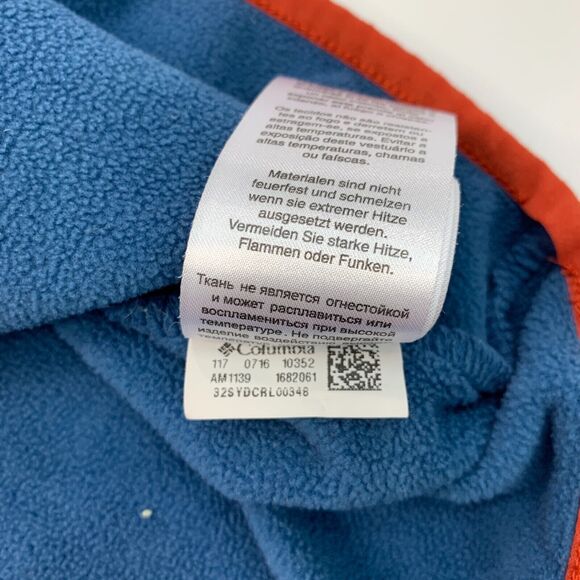 Os tecidos não são resisten-
tes ao fogo e derretem ou
estragem-se, se expostos a
altas temperaturas. Evitar a
exposição deste vestuário a
altas temperaturas, chamas
ou faíscas.
Materialen sind nicht
feuerfest und schmelzen
wenn sie extremer Hitze
ausgesetzt werden.
Vermeiden Sie starke Hitze,
Flammen oder Funken.
Ткань не является огнестойкой
и может расплавиться или
воспламениться при высокой
температуре. Не подвергайте
изделие
Columbia
117 0716 10352
AM1139 1682061
32SYDCRL00348